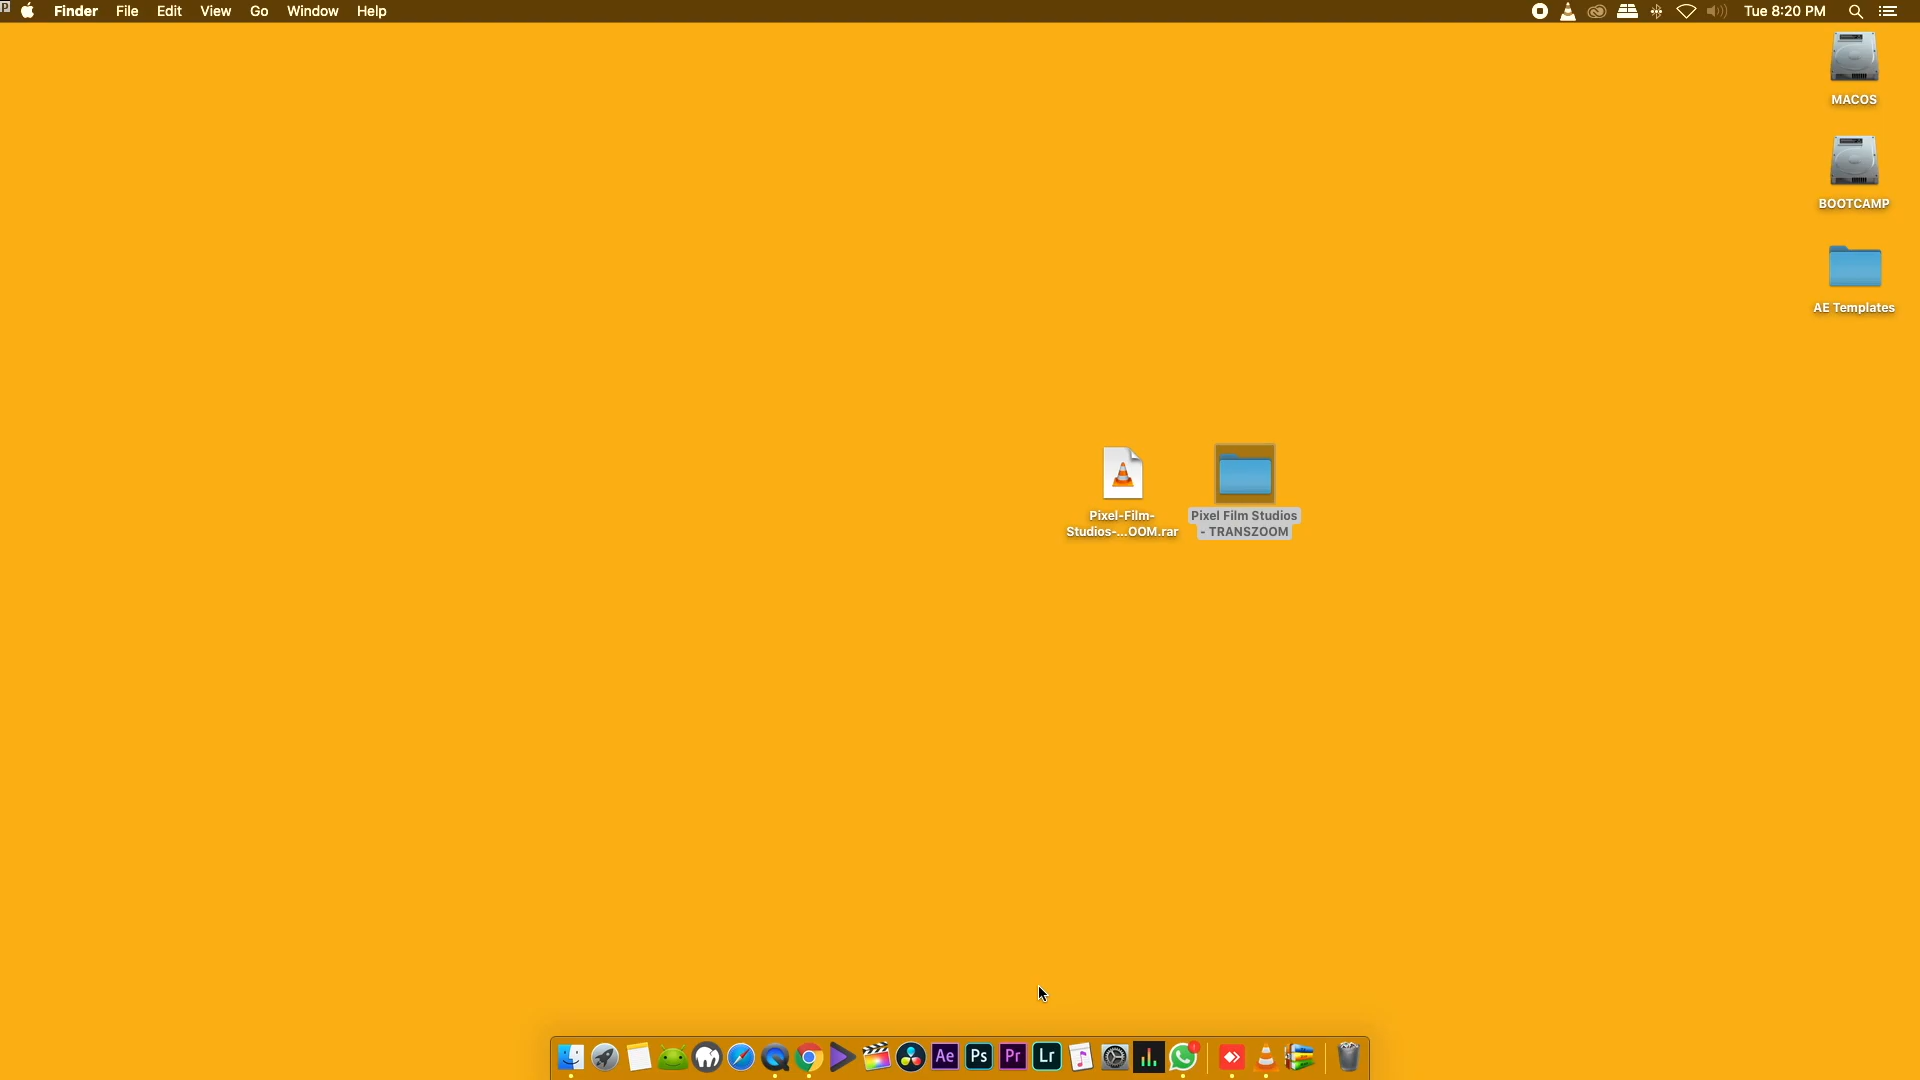 Finder File Edit View Go Window Help Tue 8:20 PM
MACOS
BOOTCAMP
AE Templates
Pixel-Film-
Studios-...OOM.rar
Pixel Film Studios
- TRANSZOOM
Ae Ps Pr Lr